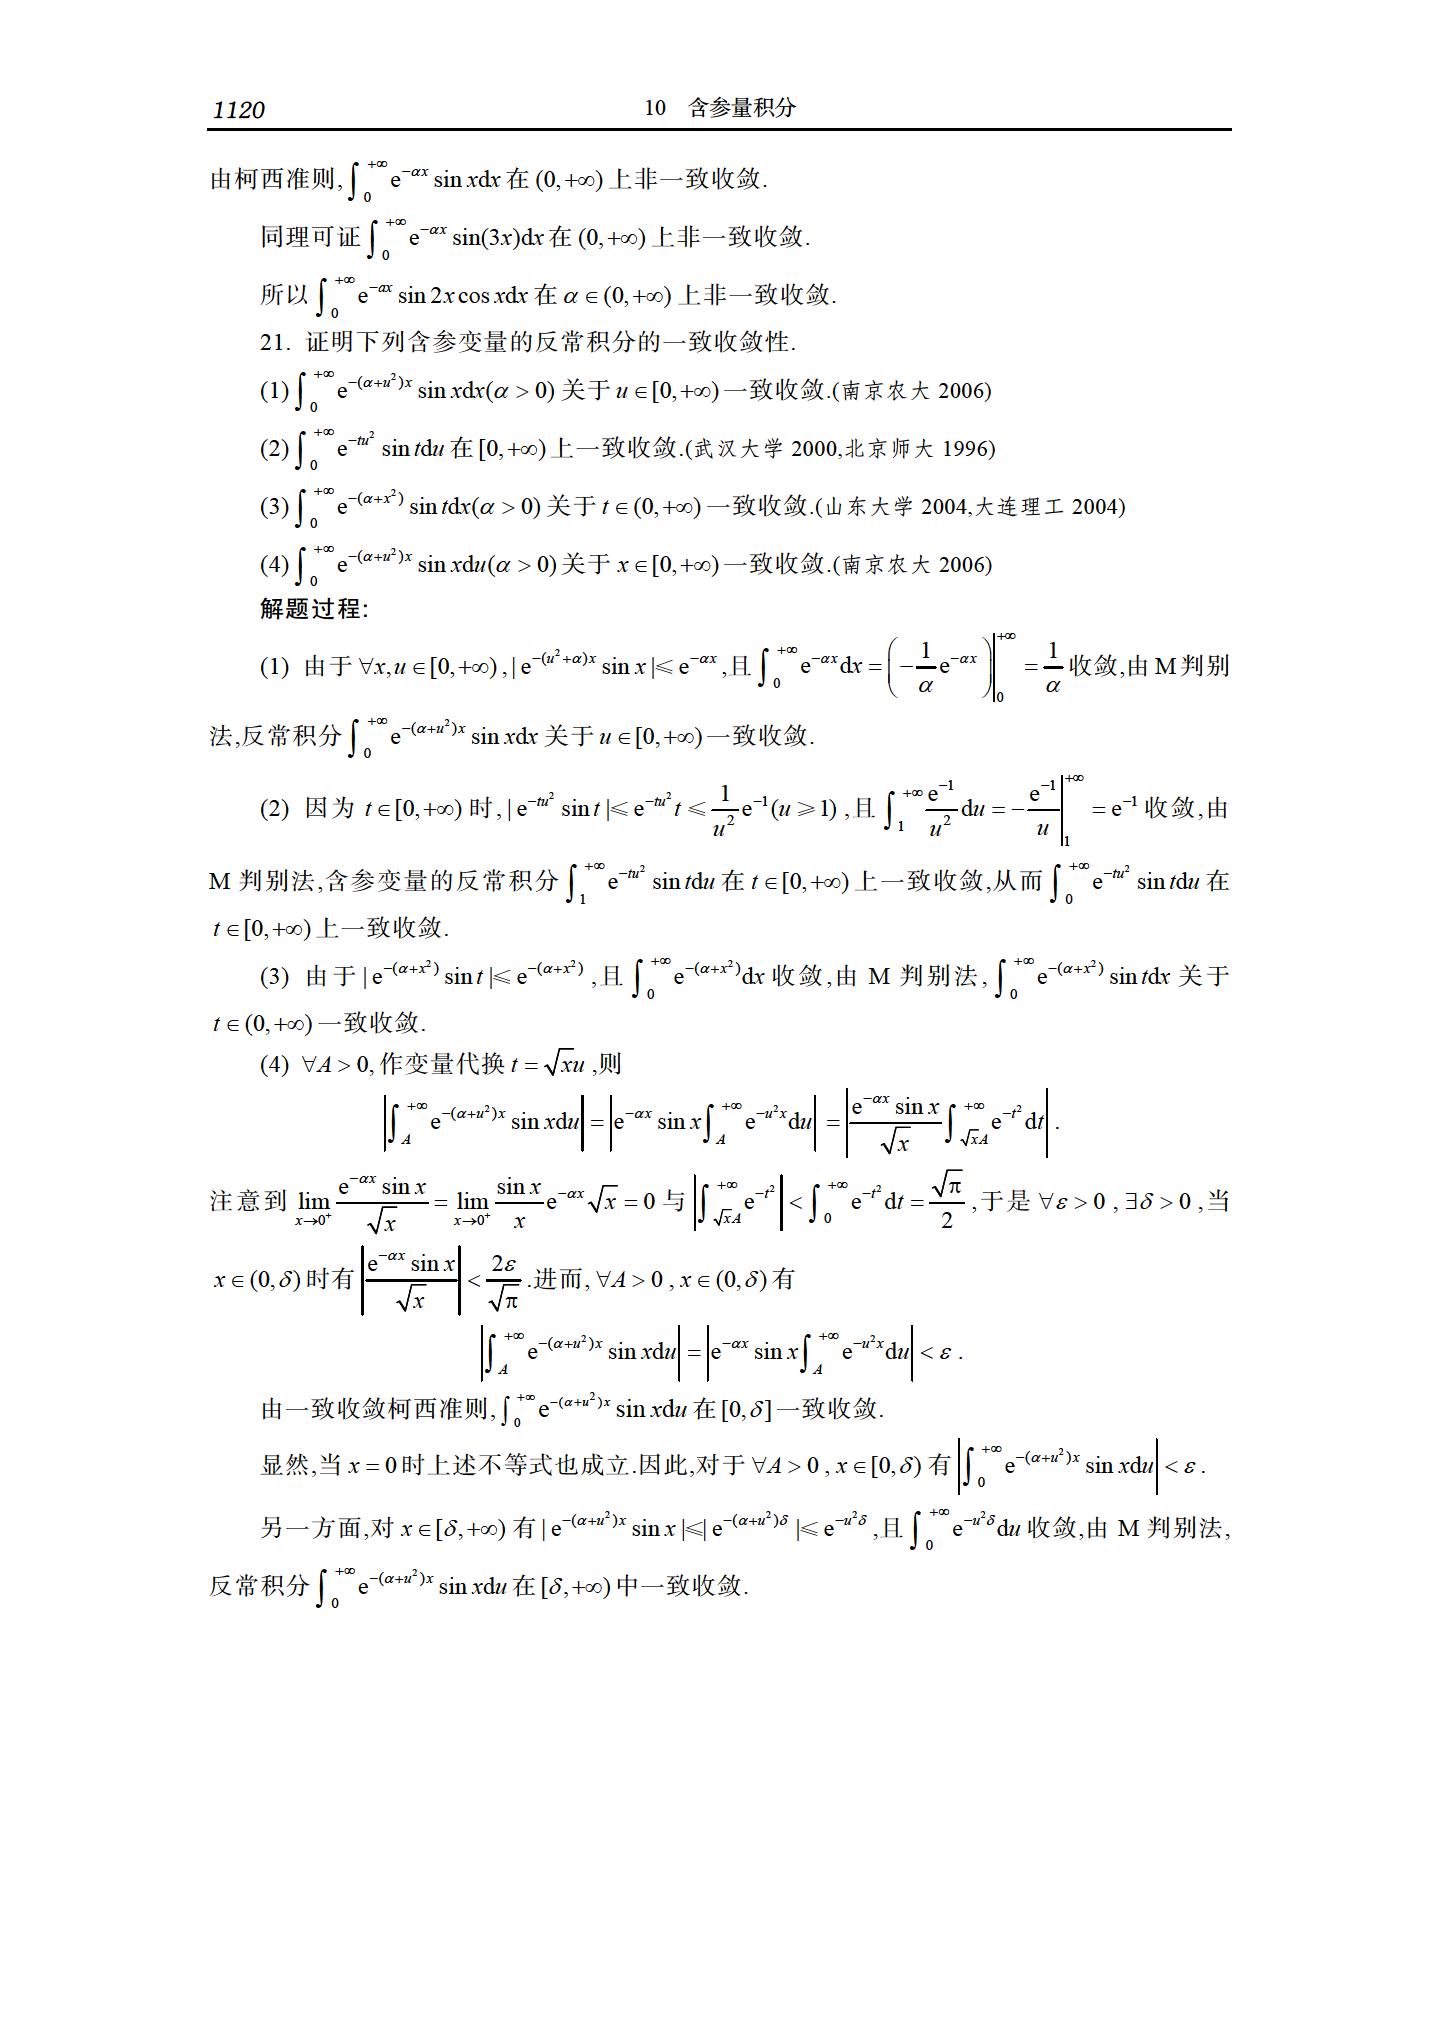 1120 10 含参量积分
由柯西准则,$\int_0^{+\infty} e^{-\alpha x} \sin x dx$ 在 $(0,+\infty)$ 上非一致收敛.
同理可证 $\int_0^{+\infty} e^{-\alpha x} \sin(3x) dx$ 在 $(0,+\infty)$ 上非一致收敛.
所以 $\int_0^{+\infty} e^{-\alpha x} \sin 2x \cos x dx$ 在 $\alpha \in (0,+\infty)$ 上非一致收敛.
21. 证明下列含参变量的反常积分的一致收敛性.
(1) $\int_0^{+\infty} e^{-(\alpha+u^2)x} \sin x dx (\alpha > 0)$ 关于 $u \in [0,+\infty)$ 一致收敛.(南京农大 2006)
(2) $\int_0^{+\infty} e^{-tu^2} \sin t du$ 在 $[0,+\infty)$ 上一致收敛.(武汉大学 2000,北京师大 1996)
(3) $\int_0^{+\infty} e^{-(\alpha+x^2)} \sin t dx (\alpha > 0)$ 关于 $t \in (0,+\infty)$ 一致收敛.(山东大学 2004,大连理工 2004)
(4) $\int_0^{+\infty} e^{-(\alpha+u^2)x} \sin x du (\alpha > 0)$ 关于 $x \in [0,+\infty)$ 一致收敛.(南京农大 2006)
解题过程:
(1) 由于 $\forall x,u \in [0,+\infty)$,$|e^{-(u^2+\alpha)x} \sin x| \leqslant e^{-\alpha x}$,且 $\int_0^{+\infty} e^{-\alpha x} dx = \left(-\frac{1}{\alpha} e^{-\alpha x}\right)\Big|_0^{+\infty} = \frac{1}{\alpha}$ 收敛,由 M 判别
法,反常积分 $\int_0^{+\infty} e^{-(\alpha+u^2)x} \sin x dx$ 关于 $u \in [0,+\infty)$ 一致收敛.
(2) 因为 $t \in [0,+\infty)$ 时,$|e^{-tu^2} \sin t| \leqslant e^{-tu^2} t \leqslant \frac{1}{u^2} e^{-1} (u \geqslant 1)$,且 $\int_1^{+\infty} \frac{e^{-1}}{u^2} du = -\frac{e^{-1}}{u}\Big|_1^{+\infty} = e^{-1}$ 收敛,由
M 判别法,含参变量的反常积分 $\int_1^{+\infty} e^{-tu^2} \sin t du$ 在 $t \in [0,+\infty)$ 上一致收敛,从而 $\int_0^{+\infty} e^{-tu^2} \sin t du$ 在
$t \in [0,+\infty)$ 上一致收敛.
(3) 由于 $|e^{-(\alpha+x^2)} \sin t| \leqslant e^{-(\alpha+x^2)}$,且 $\int_0^{+\infty} e^{-(\alpha+x^2)} dx$ 收敛,由 M 判别法,$\int_0^{+\infty} e^{-(\alpha+x^2)} \sin t dx$ 关于
$t \in (0,+\infty)$ 一致收敛.
(4) $\forall A > 0$,作变量代换 $t = \sqrt{x}u$,则
$\left|\int_A^{+\infty} e^{-(\alpha+u^2)x} \sin x du\right| = \left|e^{-\alpha x} \sin x \int_A^{+\infty} e^{-u^2 x} du\right| = \left|\frac{e^{-\alpha x} \sin x}{\sqrt{x}} \int_{\sqrt{x}A}^{+\infty} e^{-t^2} dt\right|$.
注意到 $\lim_{x \to 0^+} \frac{e^{-\alpha x} \sin x}{\sqrt{x}} = \lim_{x \to 0^+} \frac{\sin x}{x} e^{-\alpha x} \sqrt{x} = 0$ 与 $\left|\int_{\sqrt{x}A}^{+\infty} e^{-t^2}\right| < \int_0^{+\infty} e^{-t^2} dt = \frac{\sqrt{\pi}}{2}$,于是 $\forall \varepsilon > 0$,$\exists \delta > 0$,当
$x \in (0,\delta)$ 时有 $\left|\frac{e^{-\alpha x} \sin x}{\sqrt{x}}\right| < \frac{2\varepsilon}{\sqrt{\pi}}$.进而,$\forall A > 0$,$x \in (0,\delta)$ 有
$\left|\int_A^{+\infty} e^{-(\alpha+u^2)x} \sin x du\right| = \left|e^{-\alpha x} \sin x \int_A^{+\infty} e^{-u^2 x} du\right| < \varepsilon$.
由一致收敛柯西准则,$\int_0^{+\infty} e^{-(\alpha+u^2)x} \sin x du$ 在 $[0,\delta]$ 一致收敛.
显然,当 $x = 0$ 时上述不等式也成立.因此,对于 $\forall A > 0$,$x \in [0,\delta)$ 有 $\left|\int_0^{+\infty} e^{-(\alpha+u^2)x} \sin x du\right| < \varepsilon$.
另一方面,对 $x \in [\delta,+\infty)$ 有 $|e^{-(\alpha+u^2)x} \sin x| \leqslant |e^{-(\alpha+u^2)\delta}| \leqslant e^{-u^2\delta}$,且 $\int_0^{+\infty} e^{-u^2\delta} du$ 收敛,由 M 判别法,
反常积分 $\int_0^{+\infty} e^{-(\alpha+u^2)x} \sin x du$ 在 $[\delta,+\infty)$ 中一致收敛.